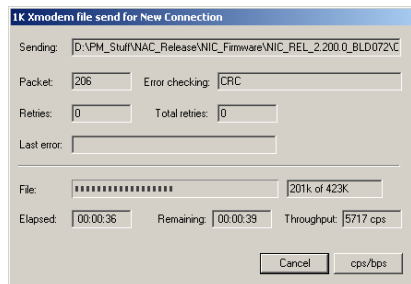 1K Xmodem file send for New Connection
Sending: D:\PM_Stuff\NAC_Release\NIC_Firmware\NIC_REL_2.200.0_BLD072\C
Packet: 206 Error checking: CRC
Retries: 0 Total retries: 0
Last error:
File: 201k of 423K
Elapsed: 00:00:36 Remaining: 00:00:39 Throughput: 5717 cps
Cancel cps/bps